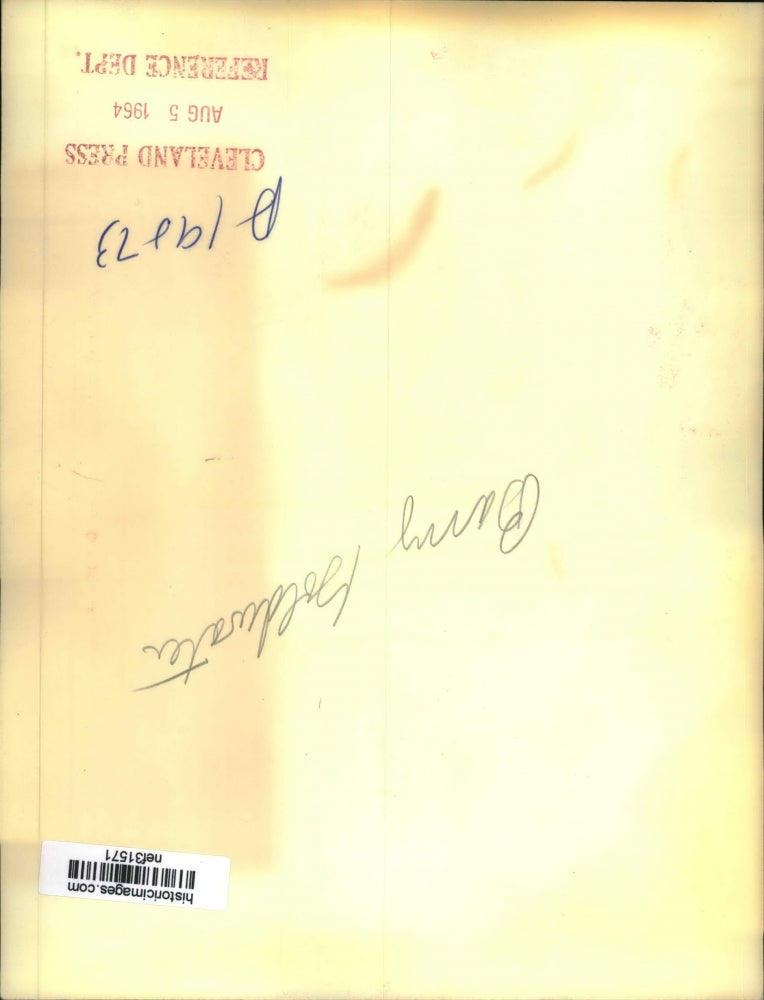 historicimages.com
nef31571
Barry
Goldwater
CLEVELAND PRESS
AUG 5 1964
REFERENCE DEPT.